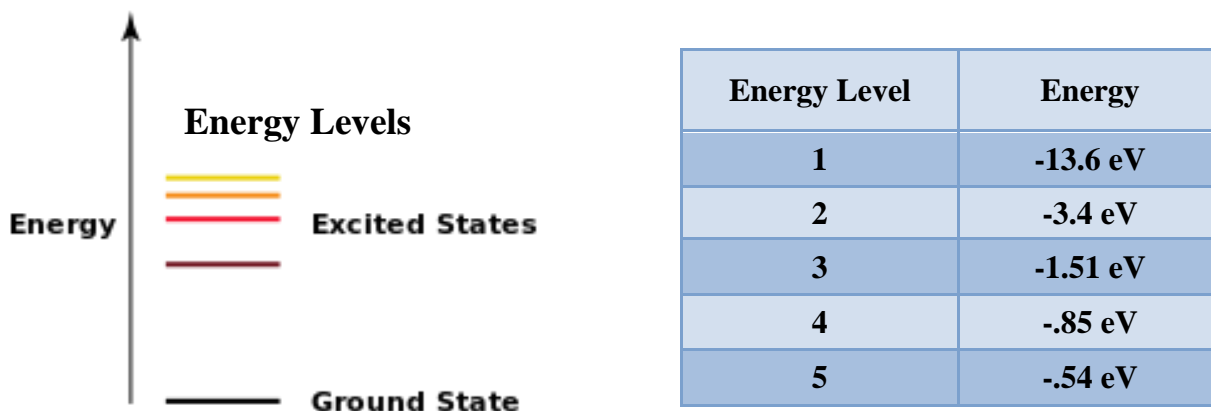 Energy Levels
Energy
Excited States
Ground State
Energy Level Energy
1 -13.6 eV
2 -3.4 eV
3 -1.51 eV
4 -.85 eV
5 -.54 eV